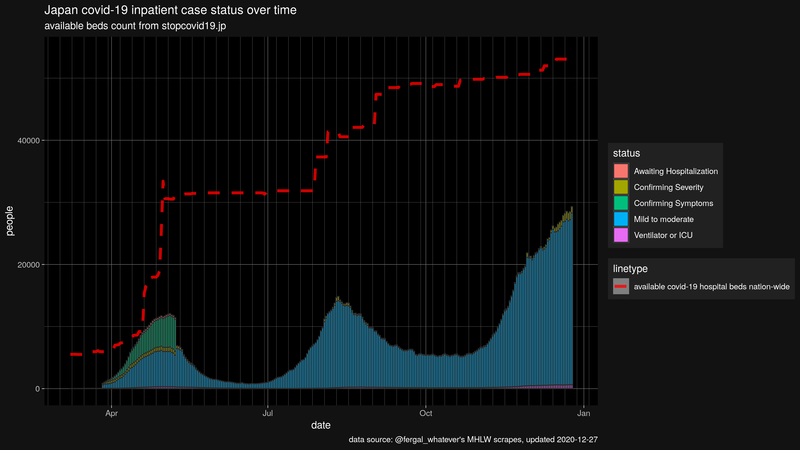 Japan covid-19 inpatient case status over time
available beds count from stopcovid19.jp
people
40000
20000
0
Apr
Jul
Oct
Jan
date
status
Awaiting Hospitalization
Confirming Severity
Confirming Symptoms
Mild to moderate
Ventilator or ICU
linetype
available covid-19 hospital beds nation-wide
data source: @fergal_whatever's MHLW scrapes, updated 2020-12-27